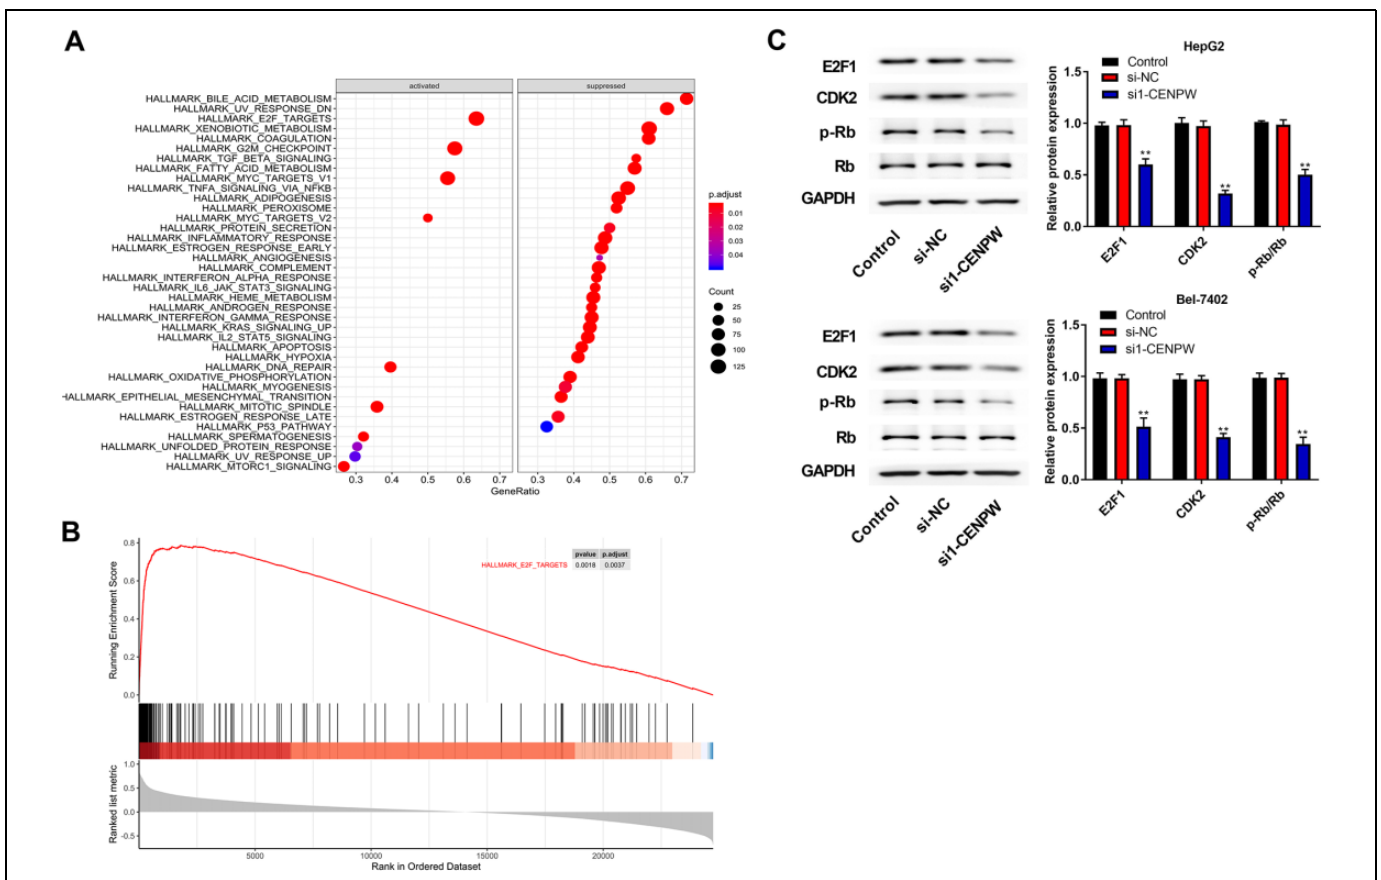 A
activated
suppressed
HALLMARK_BILE_ACID_METABOLISM
HALLMARK_UV_RESPONSE_DN
HALLMARK_E2F_TARGETS
HALLMARK_XENOBIOTIC_METABOLISM
HALLMARK_COAGULATION
HALLMARK_G2M_CHECKPOINT
HALLMARK_TGF_BETA_SIGNALING
HALLMARK_FATTY_ACID_METABOLISM
HALLMARK_MYC_TARGETS_V1
HALLMARK_TNFA_SIGNALING_VIA_NFKB
HALLMARK_ADIPOGENESIS
HALLMARK_PEROXISOME
HALLMARK_MYC_TARGETS_V2
HALLMARK_PROTEIN_SECRETION
HALLMARK_INFLAMMATORY_RESPONSE
HALLMARK_ESTROGEN_RESPONSE_EARLY
HALLMARK_ANGIOGENESIS
HALLMARK_COMPLEMENT
HALLMARK_INTERFERON_ALPHA_RESPONSE
HALLMARK_IL6_JAK_STAT3_SIGNALING
HALLMARK_HEME_METABOLISM
HALLMARK_ANDROGEN_RESPONSE
HALLMARK_INTERFERON_GAMMA_RESPONSE
HALLMARK_KRAS_SIGNALING_UP
HALLMARK_IL2_STAT5_SIGNALING
HALLMARK_APOPTOSIS
HALLMARK_HYPOXIA
HALLMARK_DNA_REPAIR
HALLMARK_OXIDATIVE_PHOSPHORYLATION
HALLMARK_MYOGENESIS
HALLMARK_EPITHELIAL_MESENCHYMAL_TRANSITION
HALLMARK_MITOTIC_SPINDLE
HALLMARK_ESTROGEN_RESPONSE_LATE
HALLMARK_P53_PATHWAY
HALLMARK_SPERMATOGENESIS
HALLMARK_UNFOLDED_PROTEIN_RESPONSE
HALLMARK_UV_RESPONSE_UP
HALLMARK_MTORC1_SIGNALING
0.3 0.4 0.5 0.6 0.7 0.3 0.4 0.5 0.6 0.7
GeneRatio
p.adjust
0.01
0.02
0.03
0.04
Count
25
50
75
100
125
B
Running Enrichment Score
0.8
0.6
0.4
0.2
0.0
pvalue p.adjust
HALLMARK_E2F_TARGETS 0.0018 0.0037
Ranked list metric
1.0
0.5
0.0
-0.5
5000 10000 15000 20000
Rank in Ordered Dataset
C
E2F1
CDK2
p-Rb
Rb
GAPDH
Control
si-NC
si1-CENPW
HepG2
Control
si-NC
si1-CENPW
Relative protein expression
1.5
1.0
0.5
0.0
**
**
**
E2F1
CDK2
p-Rb/Rb
E2F1
CDK2
p-Rb
Rb
GAPDH
Control
si-NC
si1-CENPW
Bel-7402
Control
si-NC
si1-CENPW
Relative protein expression
1.5
1.0
0.5
0.0
**
**
**
E2F1
CDK2
p-Rb/Rb